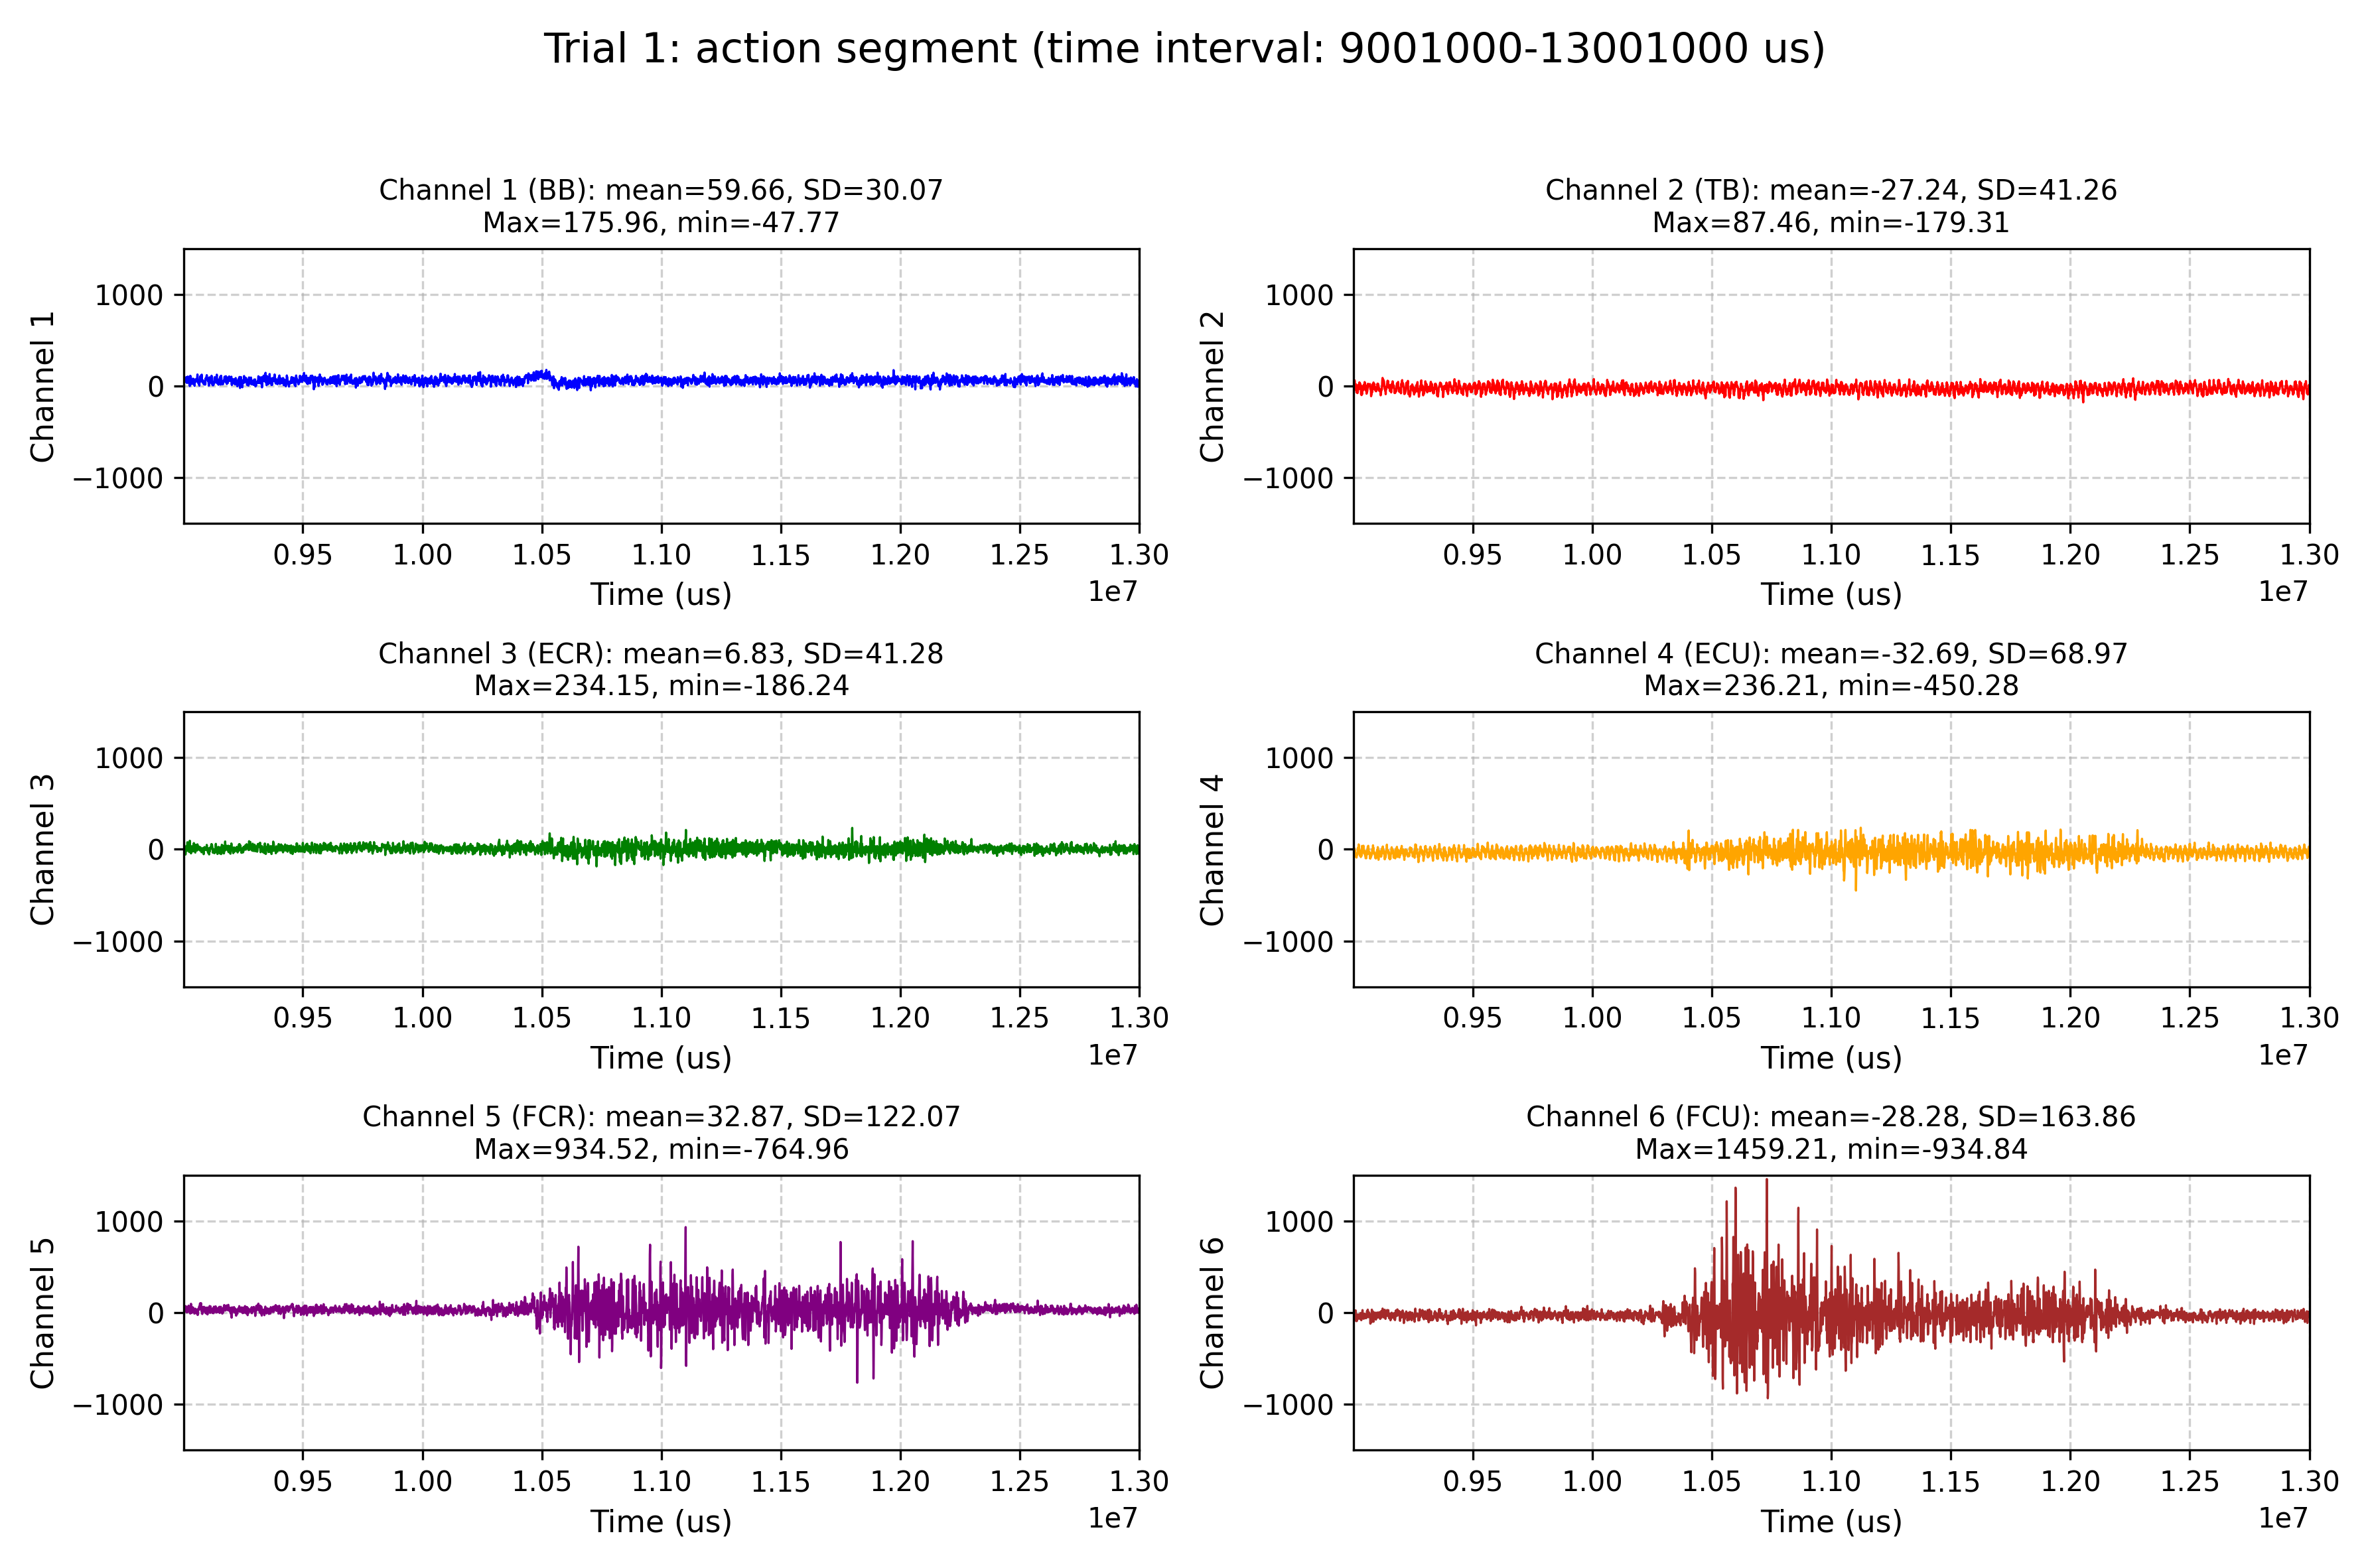 Trial 1: action segment (time interval: 9001000-13001000 us)
Channel 1 (BB): mean=59.66, SD=30.07
Max=175.96, min=-47.77
Channel 1
1000
0
−1000
0.95 1.00 1.05 1.10 1.15 1.20 1.25 1.30
Time (us)
1e7
Channel 2 (TB): mean=-27.24, SD=41.26
Max=87.46, min=-179.31
Channel 2
1000
0
−1000
0.95 1.00 1.05 1.10 1.15 1.20 1.25 1.30
Time (us)
1e7
Channel 3 (ECR): mean=6.83, SD=41.28
Max=234.15, min=-186.24
Channel 3
1000
0
−1000
0.95 1.00 1.05 1.10 1.15 1.20 1.25 1.30
Time (us)
1e7
Channel 4 (ECU): mean=-32.69, SD=68.97
Max=236.21, min=-450.28
Channel 4
1000
0
−1000
0.95 1.00 1.05 1.10 1.15 1.20 1.25 1.30
Time (us)
1e7
Channel 5 (FCR): mean=32.87, SD=122.07
Max=934.52, min=-764.96
Channel 5
1000
0
−1000
0.95 1.00 1.05 1.10 1.15 1.20 1.25 1.30
Time (us)
1e7
Channel 6 (FCU): mean=-28.28, SD=163.86
Max=1459.21, min=-934.84
Channel 6
1000
0
−1000
0.95 1.00 1.05 1.10 1.15 1.20 1.25 1.30
Time (us)
1e7